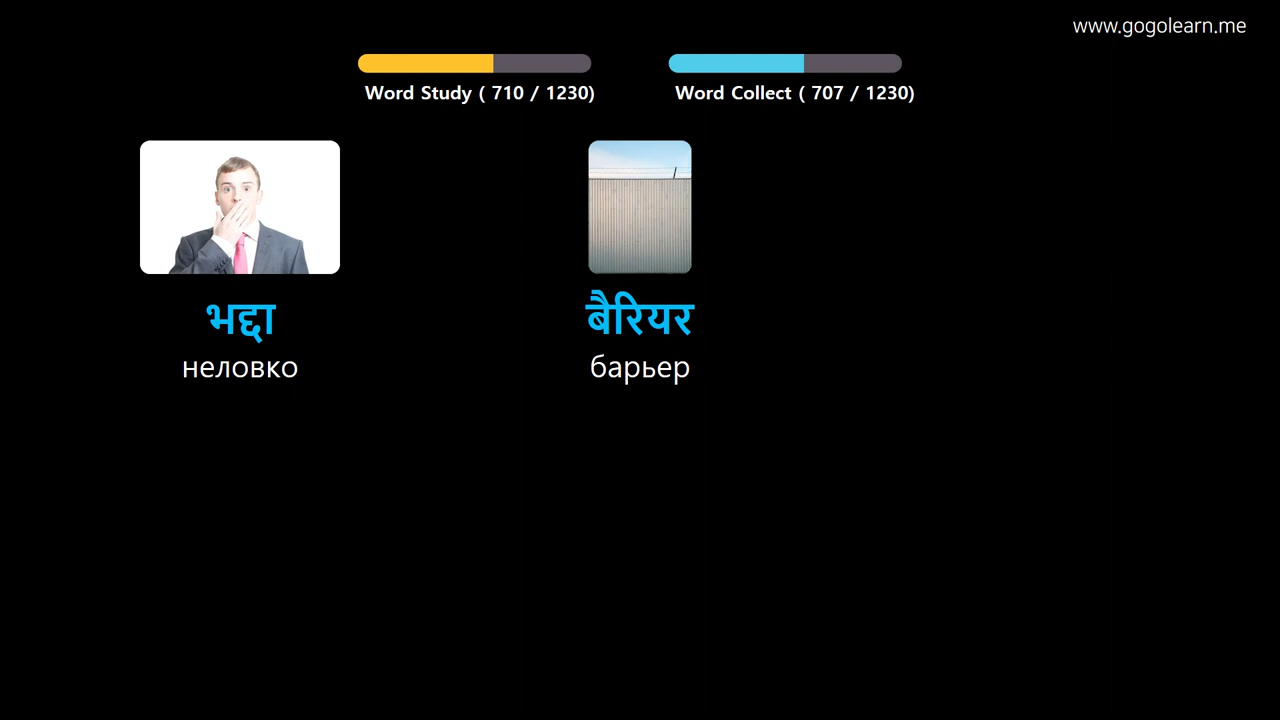 www.gogolearn.me
Word Study ( 710 / 1230)
Word Collect ( 707 / 1230)
भद्दा
неловко
बैरियर
барьер